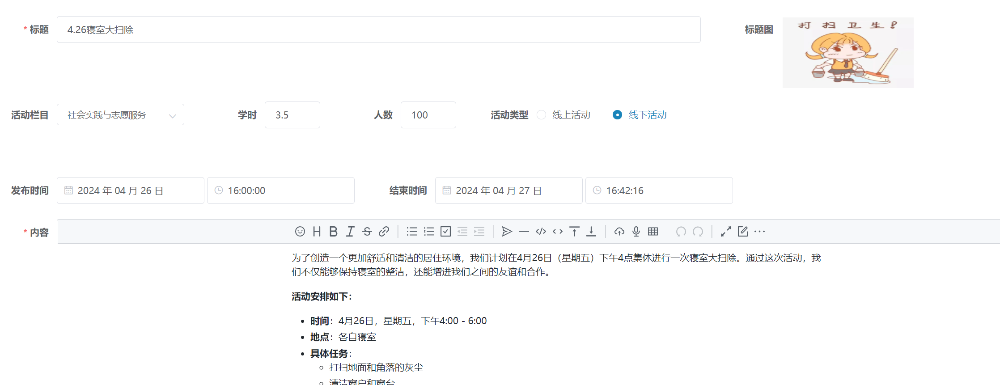 * 标题 4.26寝室大扫除 标题图
打扫卫生!
活动栏目 社会实践与志愿服务 学时 3.5 人数 100 活动类型 线上活动 线下活动
发布时间 2024 年 04 月 26 日 16:00:00 结束时间 2024 年 04 月 27 日 16:42:16
* 内容
为了创造一个更加舒适和清洁的居住环境，我们计划在4月26日（星期五）下午4点集体进行一次寝室大扫除。通过这次活动，我
们不仅能够保持寝室的整洁，还能增进我们之间的友谊和合作。
活动安排如下：
• 时间：4月26日，星期五，下午4:00 - 6:00
• 地点：各自寝室
• 具体任务：
◦ 打扫地面和角落的灰尘
◦ 清洁窗户和窗台